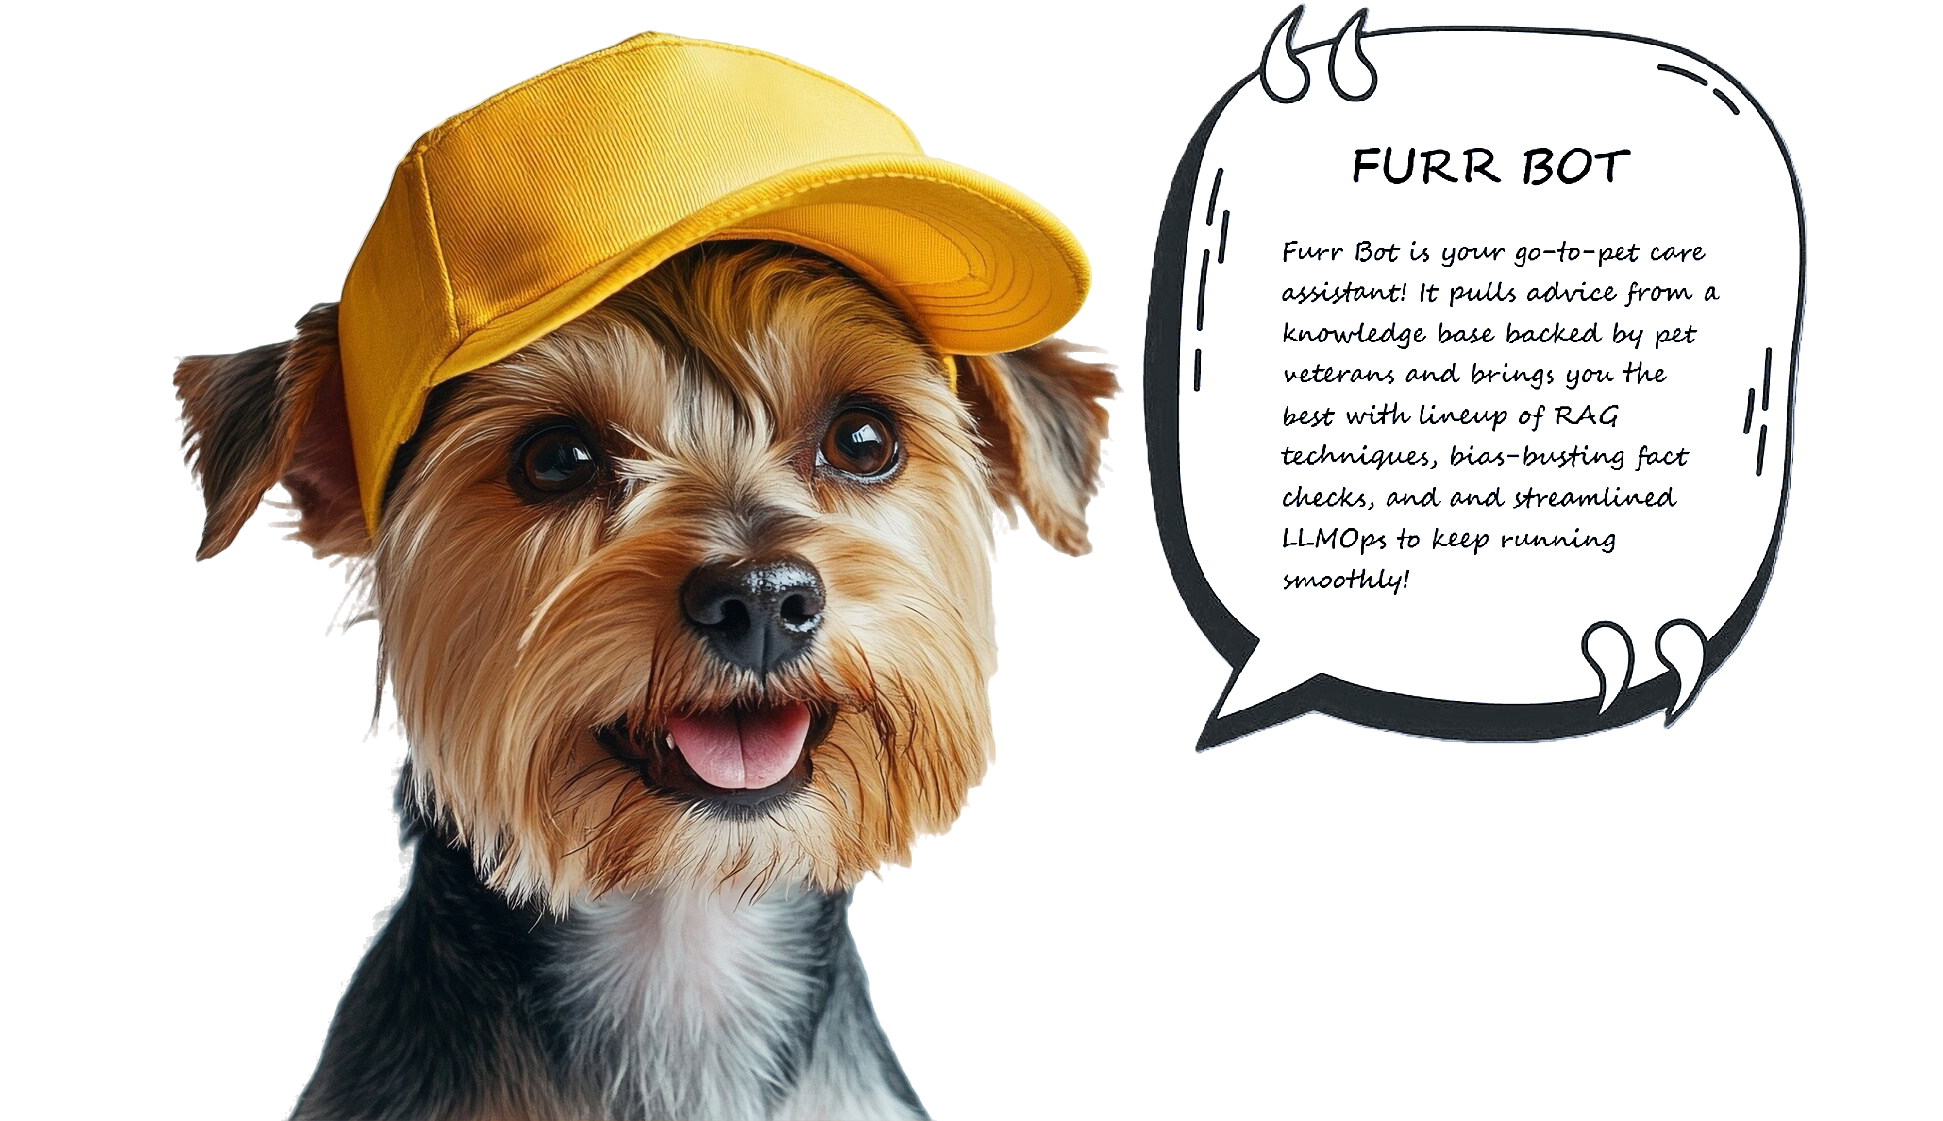 FURR BOT
Furr Bot is your go-to-pet care
assistant! It pulls advice from a
knowledge base backed by pet
veterans and brings you the
best with lineup of RAG
techniques, bias-busting fact
checks, and and streamlined
LLMOps to keep running
smoothly!